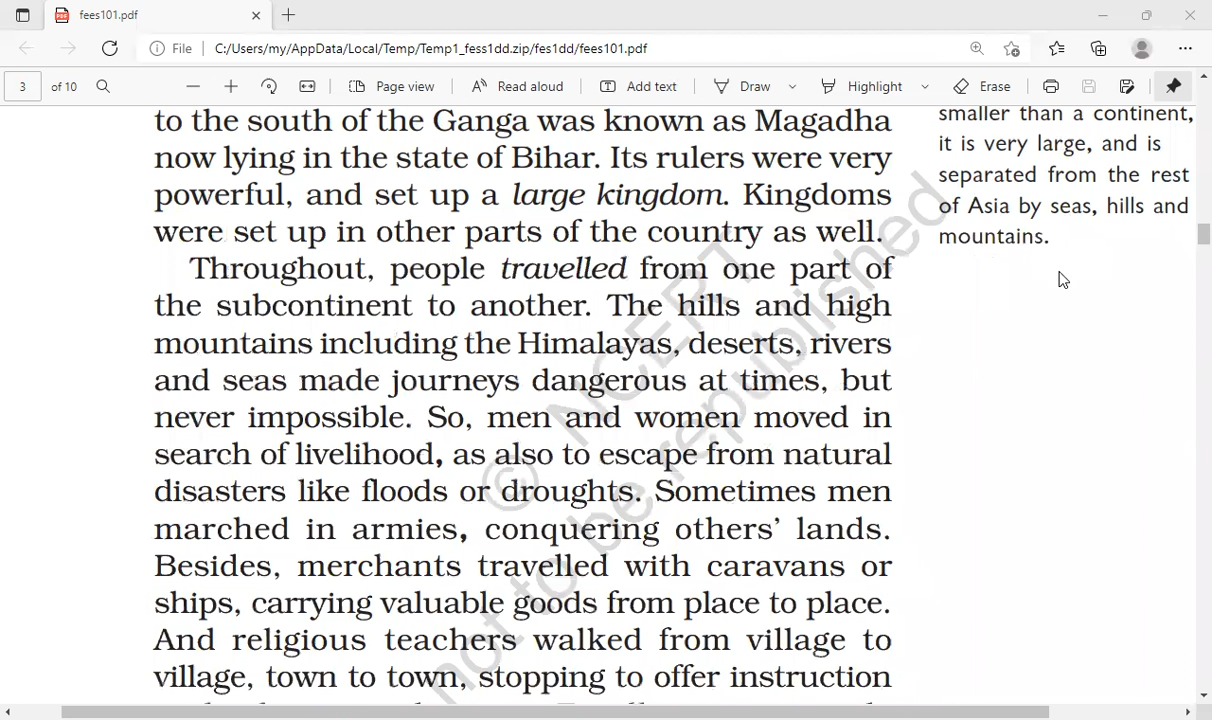 fees101.pdf
File C:/Users/my/AppData/Local/Temp/Temp1_fess1dd.zip/fes1dd/fees101.pdf
3 of 10 Page view Read aloud Add text Draw Highlight Erase
to the south of the Ganga was known as Magadha
now lying in the state of Bihar. Its rulers were very
powerful, and set up a large kingdom. Kingdoms
were set up in other parts of the country as well.
Throughout, people travelled from one part of
the subcontinent to another. The hills and high
mountains including the Himalayas, deserts, rivers
and seas made journeys dangerous at times, but
never impossible. So, men and women moved in
search of livelihood, as also to escape from natural
disasters like floods or droughts. Sometimes men
marched in armies, conquering others’ lands.
Besides, merchants travelled with caravans or
ships, carrying valuable goods from place to place.
And religious teachers walked from village to
village, town to town, stopping to offer instruction
smaller than a continent,
it is very large, and is
separated from the rest
of Asia by seas, hills and
mountains.
© NCERT
not to be republished